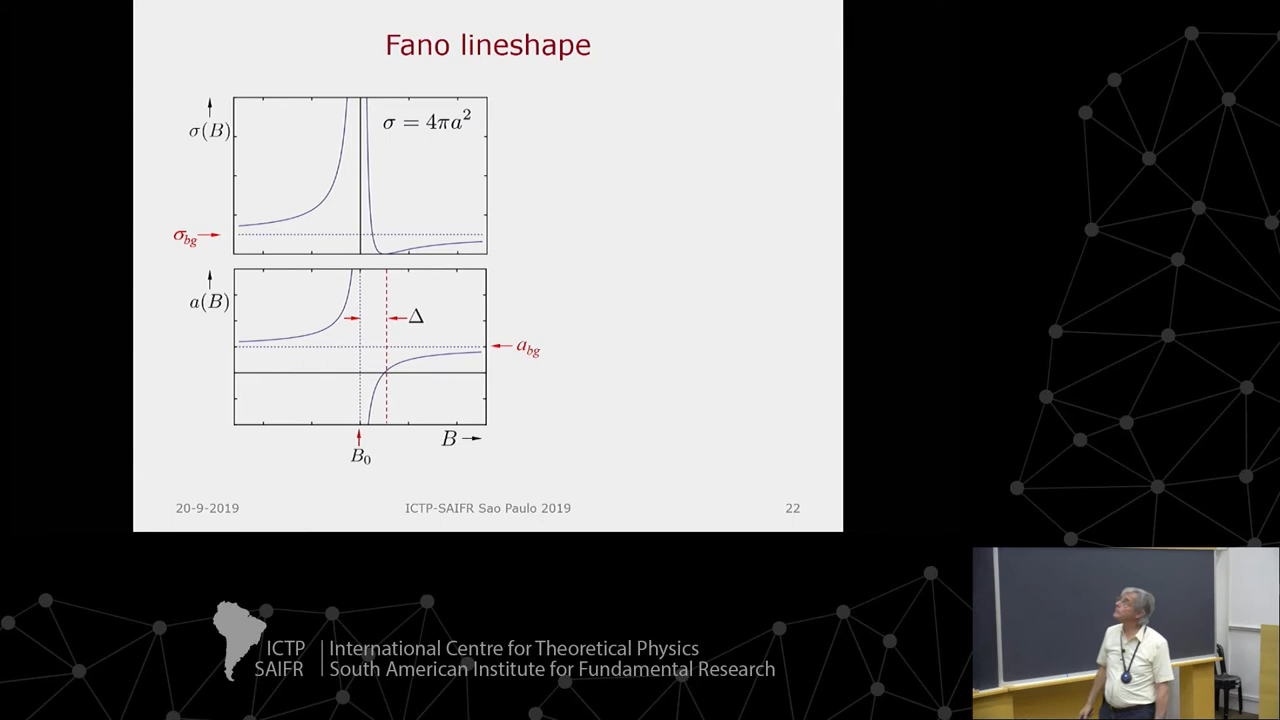 Fano lineshape
σ(B)
σ = 4πa²
σ_bg
a(B)
Δ
a_bg
B
B₀
20-9-2019 ICTP-SAIFR Sao Paulo 2019 22
ICTP International Centre for Theoretical Physics
SAIFR South American Institute for Fundamental Research